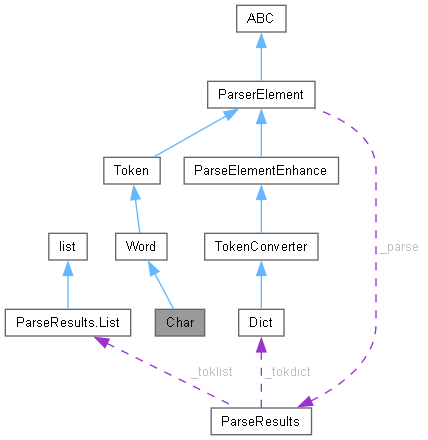 ABC
ParserElement
Token
ParseElementEnhance
list
Word
TokenConverter
_parse
ParseResults.List
Char
Dict
_toklist
_tokdict
ParseResults